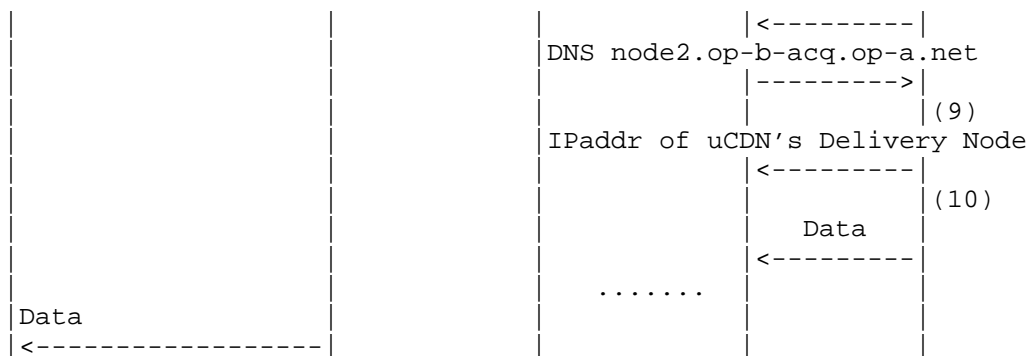 DNS node2.op-b-acq.op-a.net
(9)
IPaddr of uCDN's Delivery Node
(10)
Data
.......
Data